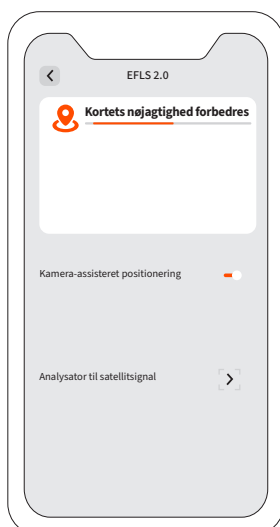 EFLS 2.0
Kortets nøjagtighed forbedres
Kamera-assisteret positionering
Analysator til satellitsignal